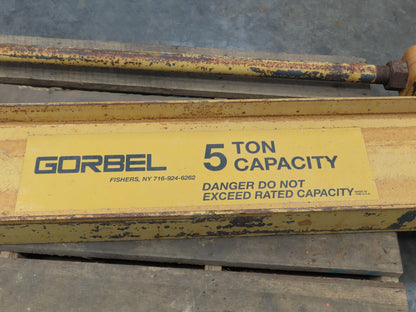 GORBEL
FISHERS, NY 716-924-6262
5 TON
CAPACITY
DANGER DO NOT
EXCEED RATED CAPACITY